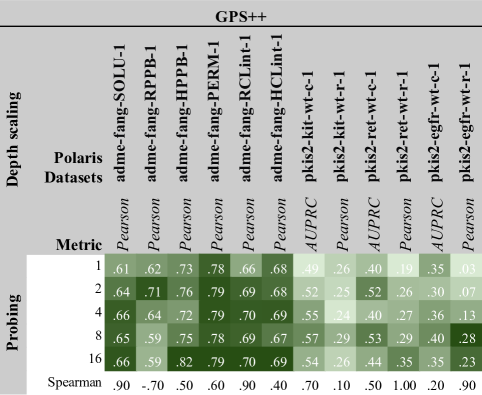 GPS++
Depth scaling
Polaris Datasets
adme-fang-SOLU-1
adme-fang-RPPB-1
adme-fang-HPPB-1
adme-fang-PERM-1
adme-fang-RCLint-1
adme-fang-HCLint-1
pkis2-kit-wt-c-1
pkis2-kit-wt-r-1
pkis2-ret-wt-c-1
pkis2-ret-wt-r-1
pkis2-egfr-wt-c-1
pkis2-egfr-wt-r-1
Metric Pearson Pearson Pearson Pearson Pearson Pearson AUPRC Pearson AUPRC Pearson AUPRC Pearson
Probing
1 .61 .62 .73 .78 .66 .68 .49 .26 .40 .19 .35 .03
2 .64 .71 .76 .79 .69 .68 .52 .25 .52 .26 .30 .07
4 .66 .64 .72 .79 .70 .69 .55 .24 .40 .27 .36 .13
8 .65 .59 .75 .78 .69 .67 .57 .29 .53 .29 .40 .28
16 .66 .59 .82 .79 .70 .69 .54 .26 .44 .35 .35 .23
Spearman .90 -.70 .50 .60 .90 .40 .70 .10 .50 1.00 .20 .90